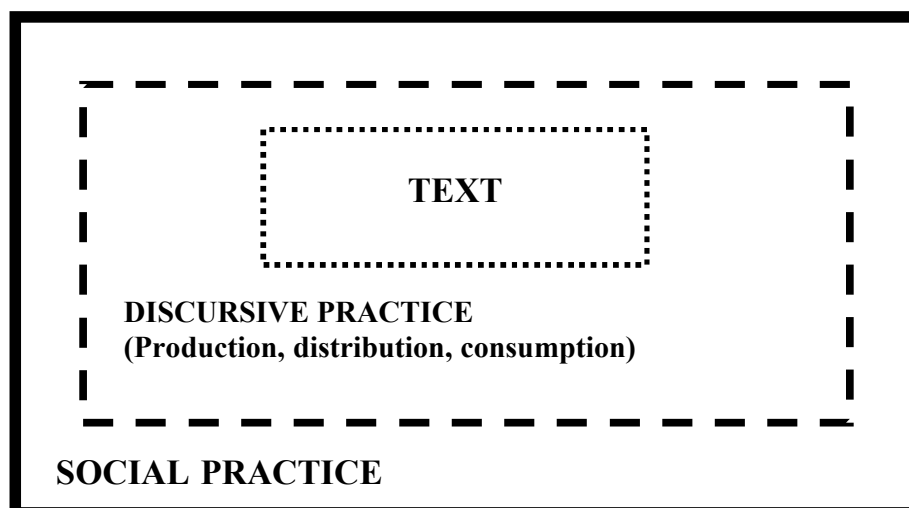 TEXT
DISCURSIVE PRACTICE
(Production, distribution, consumption)
SOCIAL PRACTICE